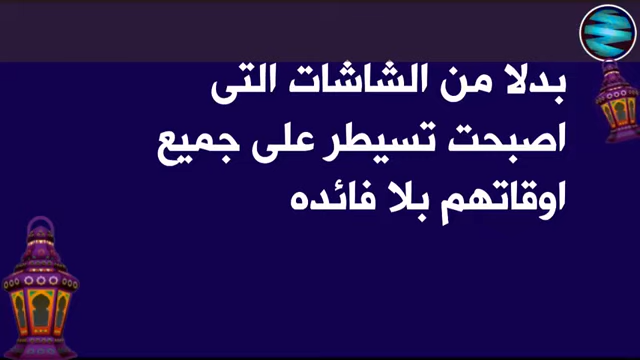 بدلا من الشاشات التى
اصبحت تسيطر على جميع
اوقاتهم بلا فائده